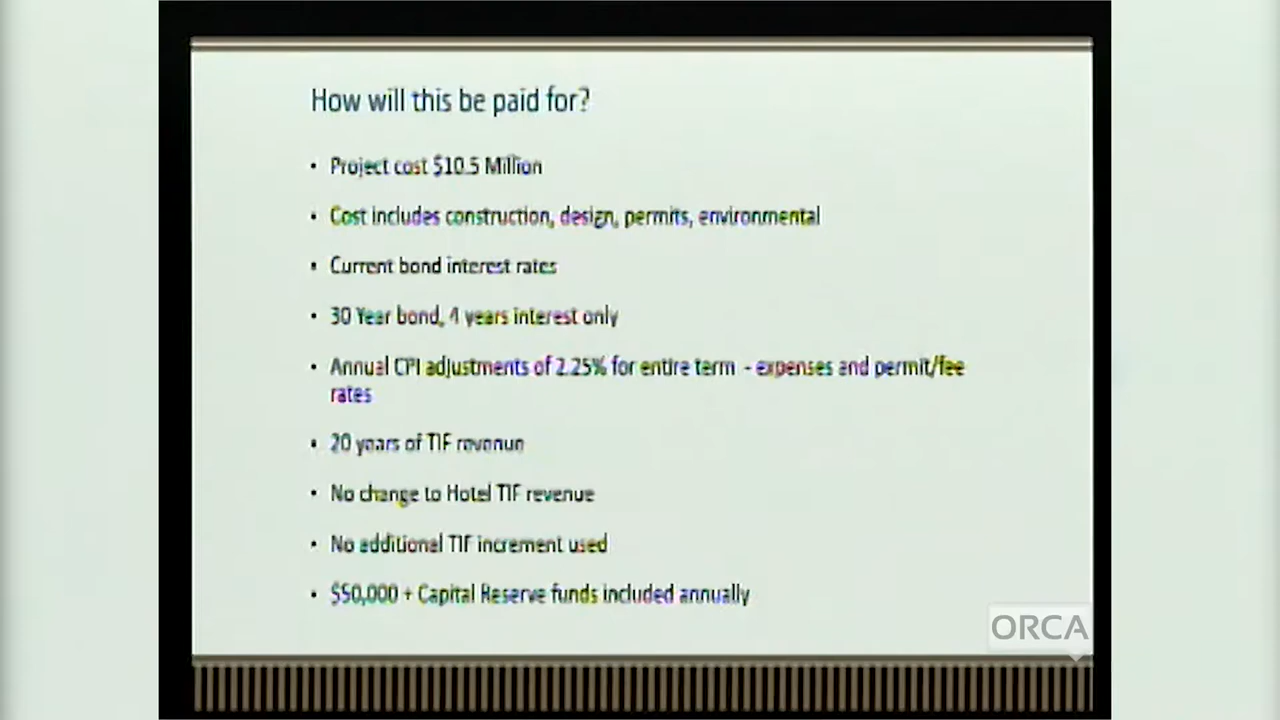 How will this be paid for?
• Project cost $10.5 Million
• Cost includes construction, design, permits, environmental
• Current bond interest rates
• 30 Year bond, 4 years interest only
• Annual CPI adjustments of 2.25% for entire term - expenses and permit/fee
rates
• 20 years of TIF revenue
• No change to Hotel TIF revenue
• No additional TIF increment used
• $50,000 + Capital Reserve funds included annually
ORCA